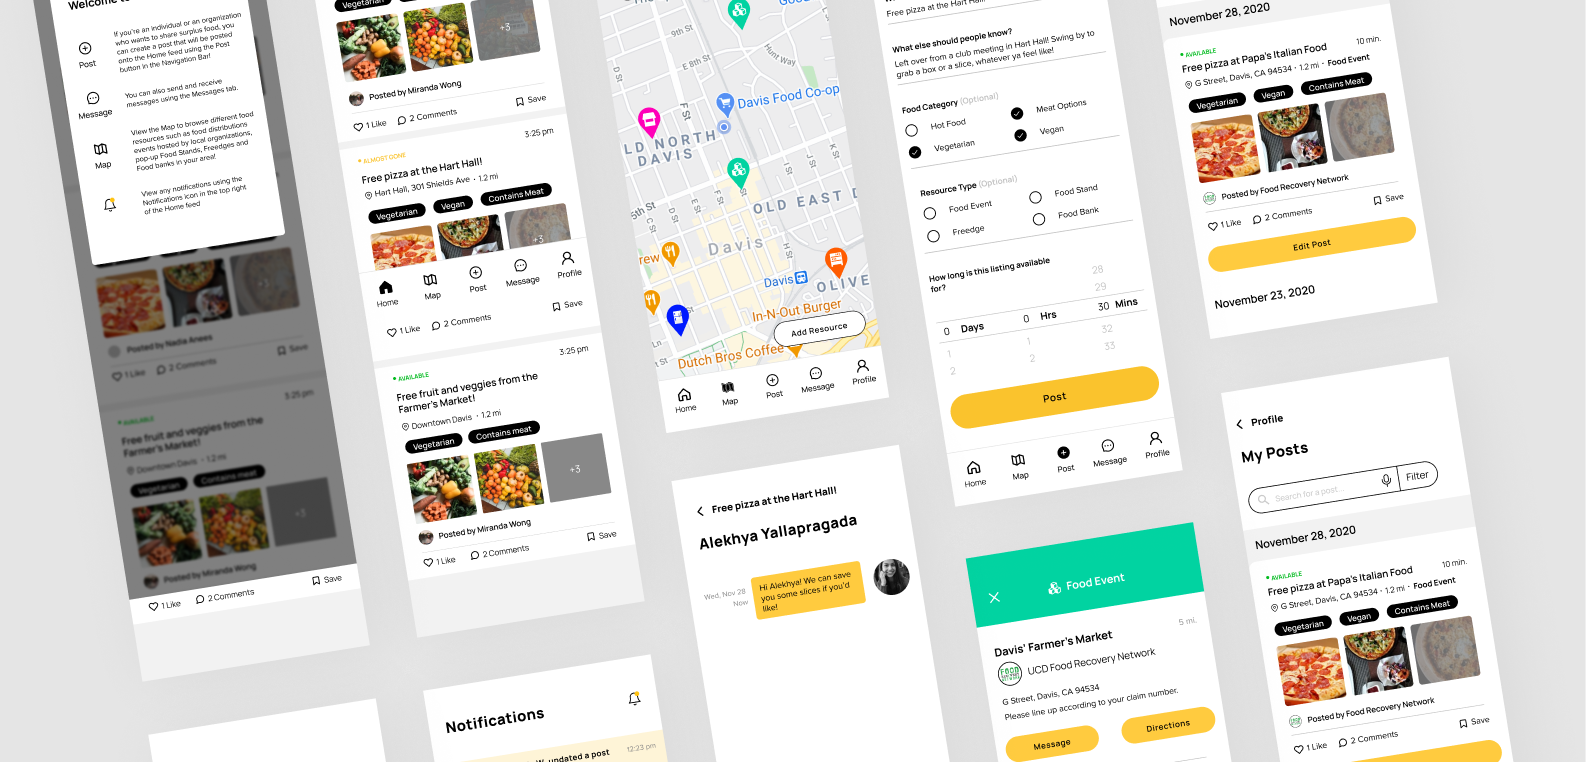 Welcome to
If you're an individual or an organization
who wants to share surplus food, you
can create a post that will be posted
onto the Home feed using the Post
button in the Navigation Bar!
Post
You can also send and receive
messages using the Messages tab.
Message
View the Map to browse different food
resources such as food distributions
events hosted by local organizations,
pop-up Food Stands, Freedges and
Food banks in your area!
Map
View any notifications using the
Notifications icon in the top right
of the Home feed
Posted by Nadia Anees
Save
1 Like
2 Comments
3:25 pm
AVAILABLE
Free fruit and veggies from the
Farmer's Market!
Downtown Davis · 1.2 mi
Vegetarian
Contains meat
+3
Posted by Miranda Wong
Save
1 Like
2 Comments
Vegetarian
+3
Posted by Miranda Wong
Save
1 Like
2 Comments
3:25 pm
ALMOST GONE
Free pizza at the Hart Hall!
Hart Hall, 301 Shields Ave · 1.2 mi
Vegetarian
Vegan
Contains Meat
+3
Home
Map
Post
Message
Profile
Save
1 Like
2 Comments
3:25 pm
AVAILABLE
Free fruit and veggies from the
Farmer's Market!
Downtown Davis · 1.2 mi
Vegetarian
Contains meat
+3
Posted by Miranda Wong
Save
1 Like
2 Comments
Notifications
updated a post
12:23 pm
9th St
E 8th St
Hunt Way
D St
F St
J St
L St
Davis Food Co-op
LD NORTH
DAVIS
OLD EAST D
5th St
C St
E St
I St
Davis
rew
Davis
OLIVE
In-N-Out Burger
Add Resource
Dutch Bros Coffee
Home
Map
Post
Message
Profile
Free pizza at the Hart Hall!
Alekhya Yallapragada
Wed, Nov 28
Now
Hi Alekhya! We can save
you some slices if you'd
like!
Free pizza at the Hart Hall!
What else should people know?
Left over from a club meeting in Hart Hall! Swing by to
grab a box or a slice, whatever ya feel like!
Food Category (Optional)
Hot Food
Meat Options
Vegetarian
Vegan
Resource Type (Optional)
Food Event
Food Stand
Freedge
Food Bank
How long is this listing available
for?
28
29
0 Days 0 Hrs 30 Mins
1 1 32
2 2 33
Post
Home
Map
Post
Message
Profile
Food Event
5 mi.
Davis' Farmer's Market
UCD Food Recovery Network
G Street, Davis, CA 94534
Please line up according to your claim number.
Message
Directions
November 28, 2020
AVAILABLE
10 min.
Free pizza at Papa's Italian Food
G Street, Davis, CA 94534 · 1.2 mi · Food Event
Vegetarian
Vegan
Contains Meat
Posted by Food Recovery Network
Save
1 Like
2 Comments
Edit Post
November 23, 2020
Profile
My Posts
Search for a post...
Filter
November 28, 2020
AVAILABLE
10 min.
Free pizza at Papa's Italian Food
G Street, Davis, CA 94534 · 1.2 mi · Food Event
Vegetarian
Vegan
Contains Meat
Posted by Food Recovery Network
Save
1 Like
2 Comments